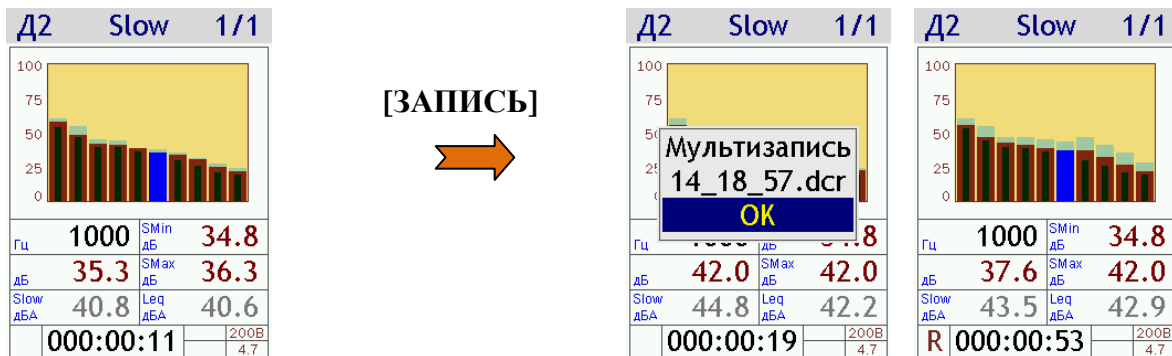 Д2 Slow 1/1
100
75
50
25
0
Гц 1000 SMin дБ 34.8
дБ 35.3 SMax дБ 36.3
Slow дБА 40.8 Leq дБА 40.6
000:00:11 200В 4.7
[ЗАПИСЬ]
Д2 Slow 1/1
100
75
50
25
0
Мультизапись
14_18_57.dcr
OK
Гц
дБ 42.0 SMax дБ 42.0
Slow дБА 44.8 Leq дБА 42.2
000:00:19 200В 4.7
Д2 Slow 1/1
100
75
50
25
0
Гц 1000 SMin дБ 34.8
дБ 37.6 SMax дБ 42.0
Slow дБА 43.5 Leq дБА 42.9
R 000:00:53 200В 4.7